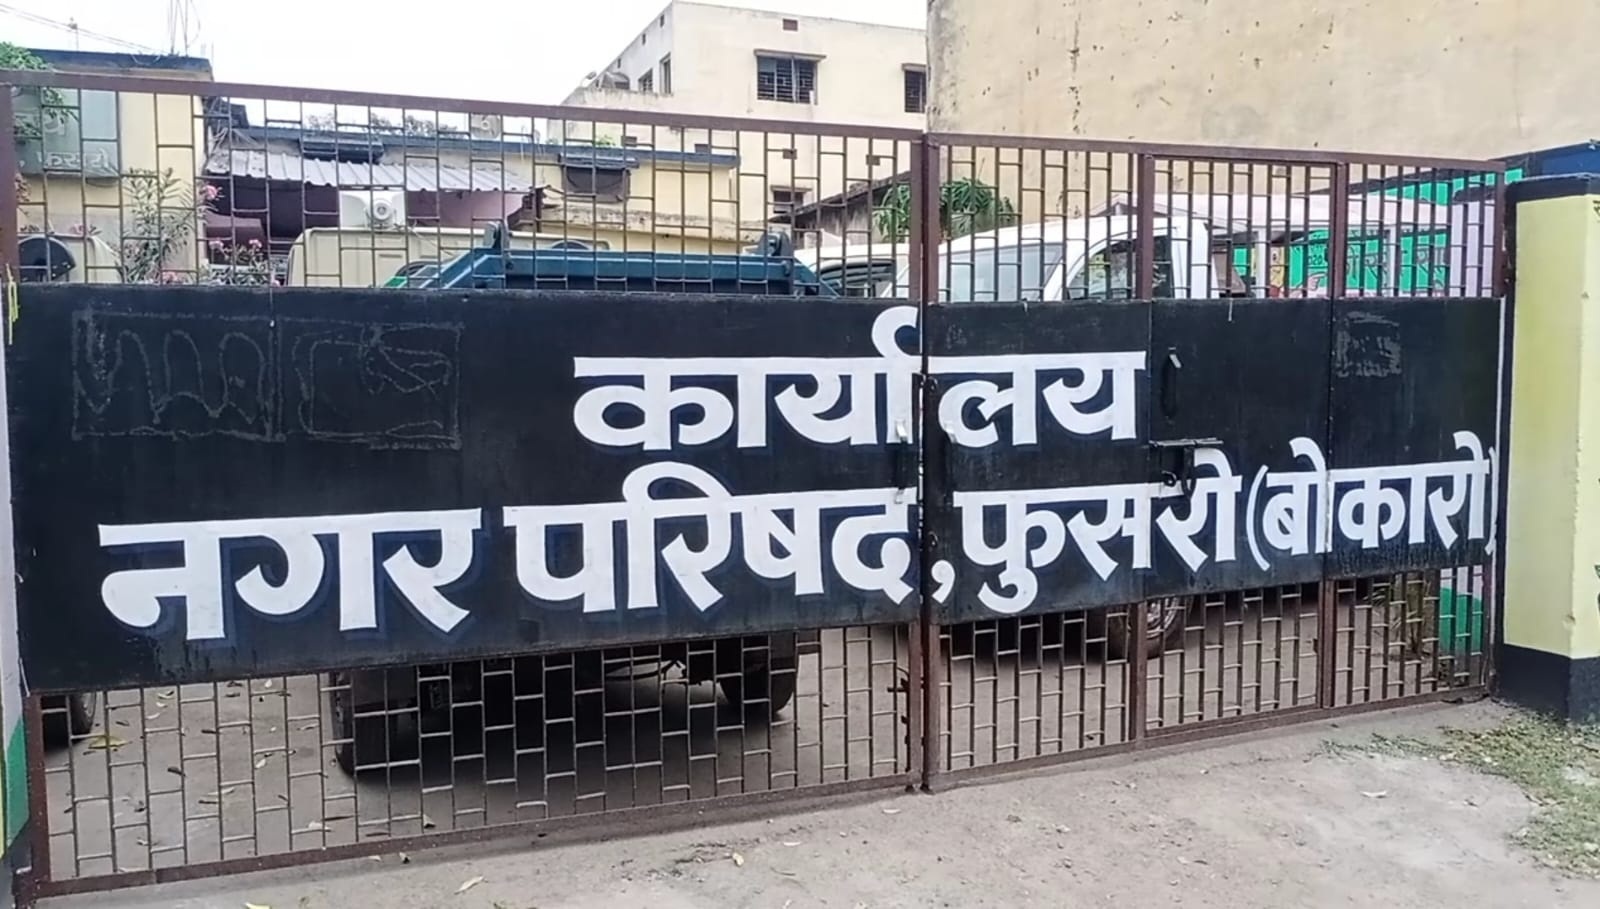 कार्यालय
नगर परिषद, फुसरो (बोकारो)